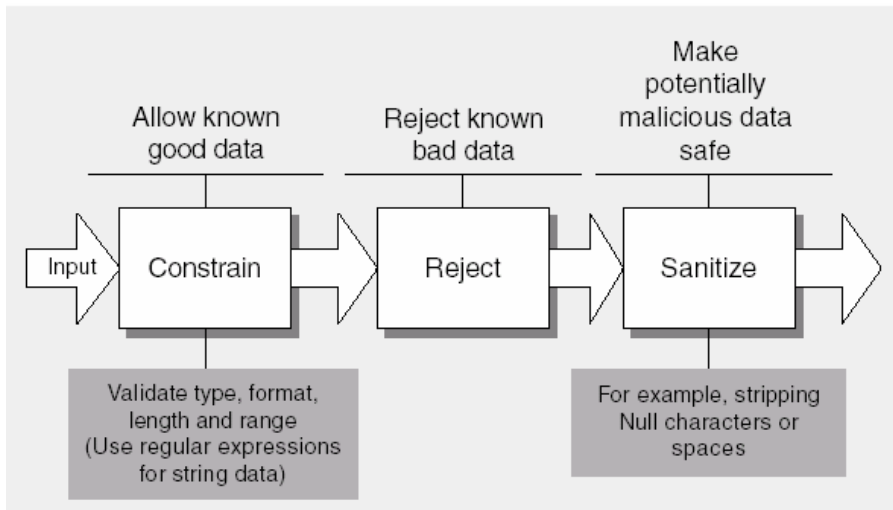 Allow known
good data
Reject known
bad data
Make
potentially
malicious data
safe
Input
Constrain
Reject
Sanitize
Validate type, format,
length and range
(Use regular expressions
for string data)
For example, stripping
Null characters or
spaces